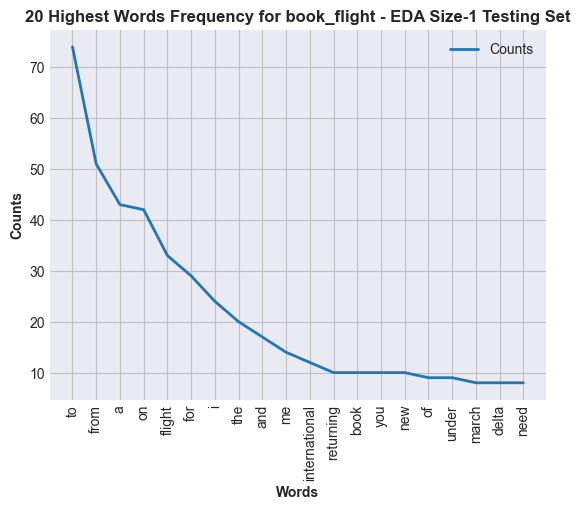 20 Highest Words Frequency for book_flight - EDA Size-1 Testing Set
Counts
70
60
50
40
30
20
10
Counts
to
from
a
on
flight
for
i
the
and
me
international
returning
book
you
new
of
under
march
delta
need
Words